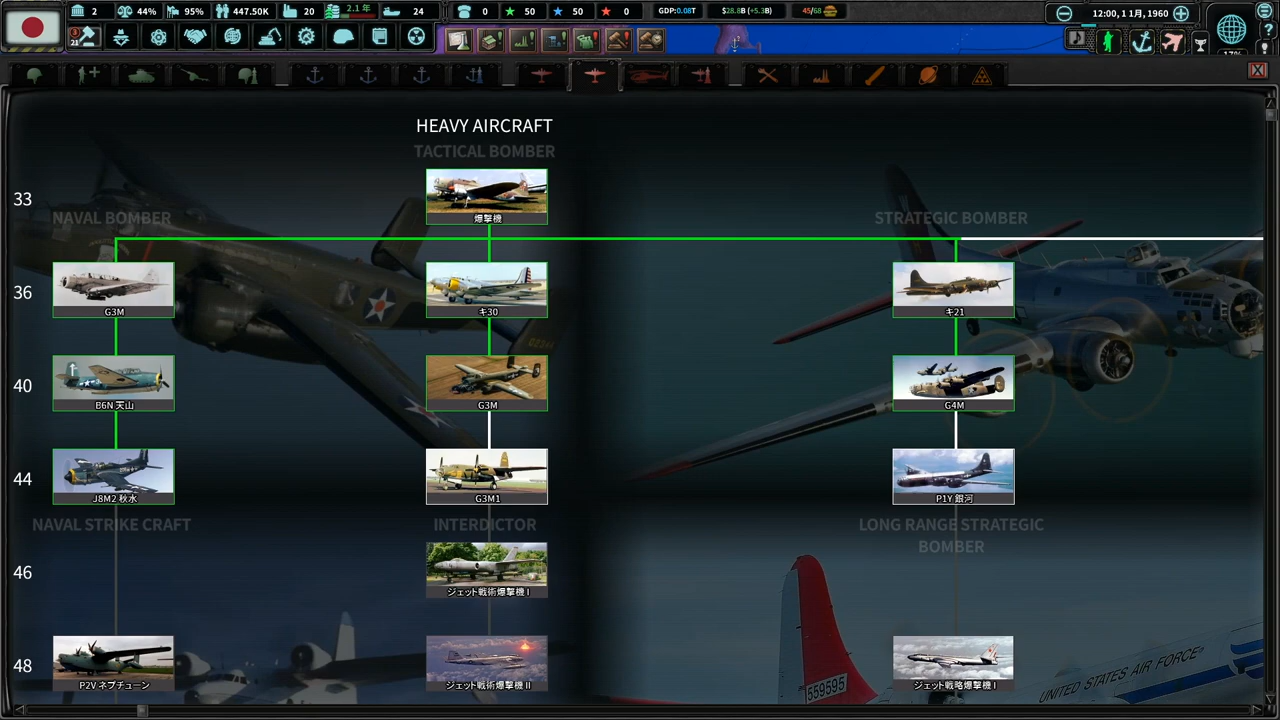 2 44% 95% 447.50K 20 2.1 年 24 0 50 50 0 GDP:0.08T $28.8B (+5.3B) 45/68 12:00, 1 1月, 1960
3
21
17%
HEAVY AIRCRAFT
TACTICAL BOMBER
33
爆撃機
NAVAL BOMBER
STRATEGIC BOMBER
36
G3M
キ30
キ21
40
B6N 天山
G3M
G4M
44
J8M2 秋水
G3M1
P1Y 銀河
NAVAL STRIKE CRAFT
INTERDICTOR
LONG RANGE STRATEGIC
BOMBER
46
ジェット戦術爆撃機 I
48
P2V ネプチューン
ジェット戦術爆撃機 II
ジェット戦略爆撃機 I
559595
UNITED STATES AIR FORCE